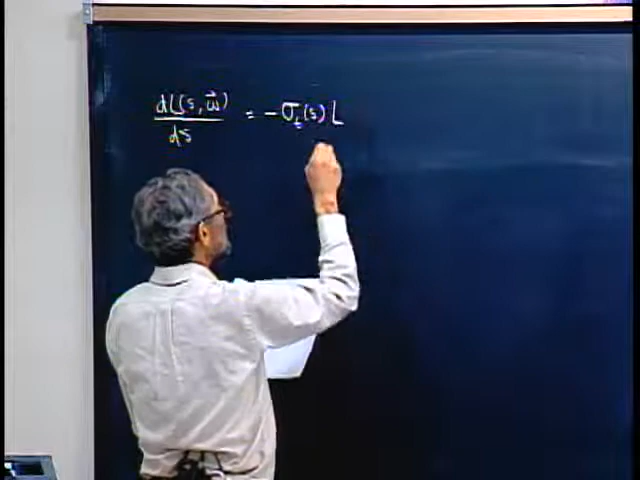 dL(s, ω⃗)/ds = -σ_t(s) L